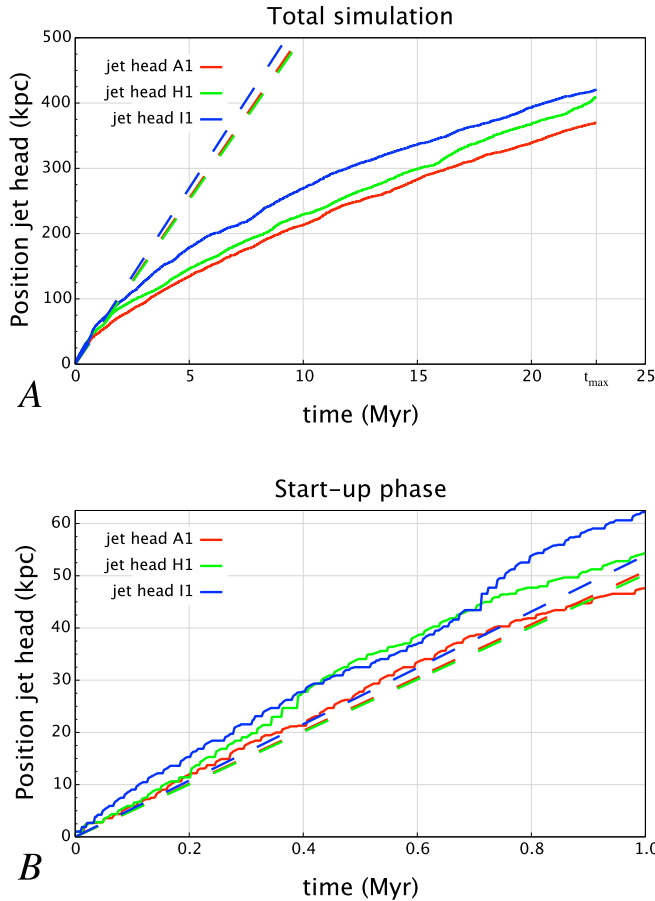 Total simulation
500
400
300
200
100
0
Position jet head (kpc)
jet head A1
jet head H1
jet head I1
0 5 10 15 20 tmax 25
A
time (Myr)
Start-up phase
60
50
40
30
20
10
0
Position jet head (kpc)
jet head A1
jet head H1
jet head I1
0 0.2 0.4 0.6 0.8 1.0
B
time (Myr)